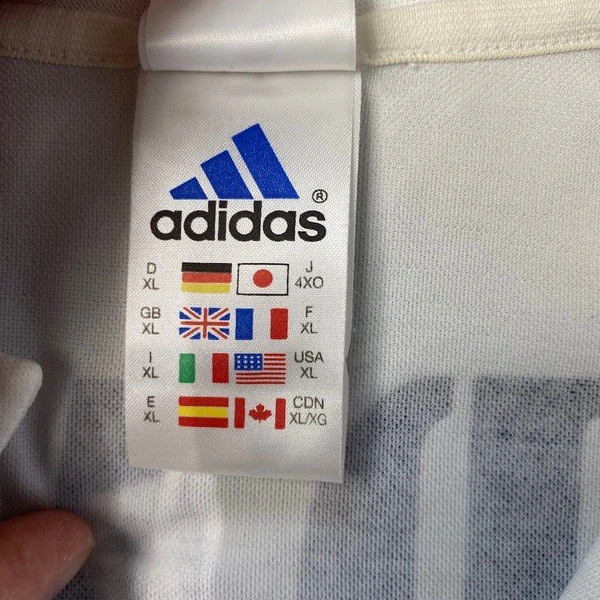 adidas®
D J
XL 4XO
GB F
XL XL
I USA
XL XL
E CDN
XL XL/XG